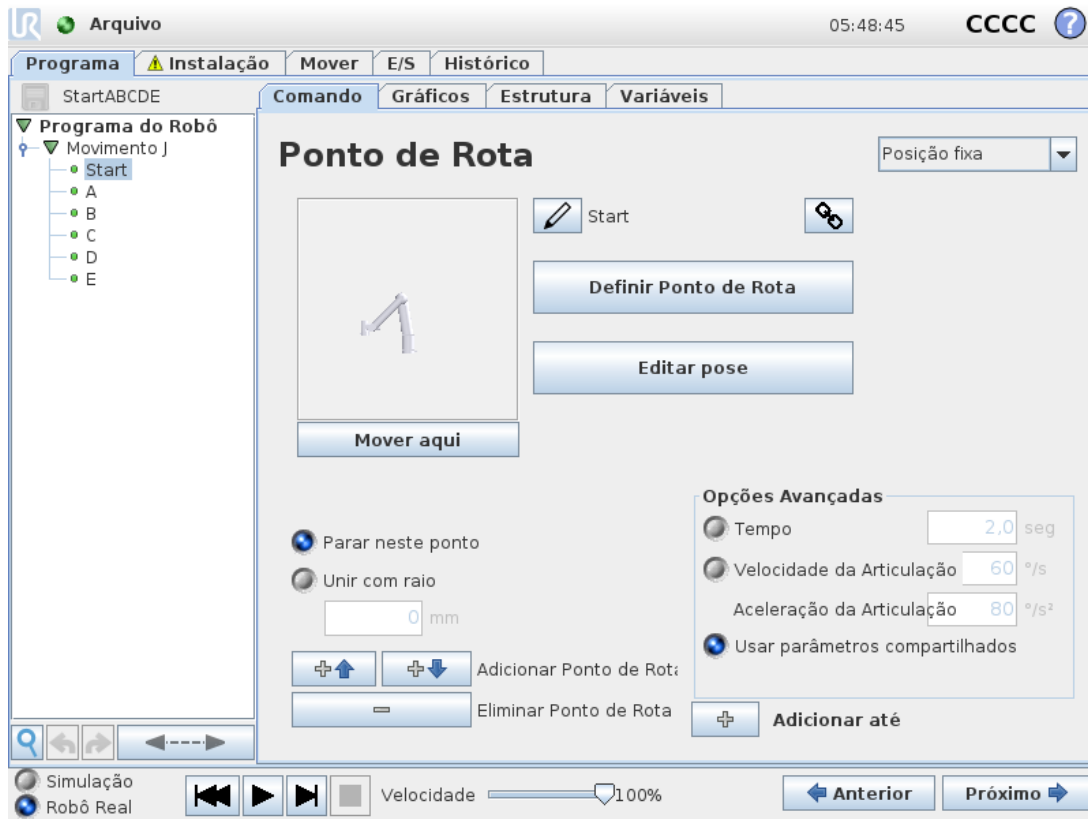 UR Arquivo 05:48:45 CCCC ?
Programa Instalação Mover E/S Histórico
StartABCDE Comando Gráficos Estrutura Variáveis
Programa do Robô
Movimento J
Start
A
B
C
D
E
Ponto de Rota Posição fixa
Start
Definir Ponto de Rota
Editar pose
Mover aqui
Opções Avançadas
Tempo 2,0 seg
Parar neste ponto
Velocidade da Articulação 60 °/s
Unir com raio
Aceleração da Articulação 80 °/s²
0 mm
Usar parâmetros compartilhados
Adicionar Ponto de Rota
Eliminar Ponto de Rota
Adicionar até
Simulação
Robô Real
Velocidade 100%
Anterior Próximo